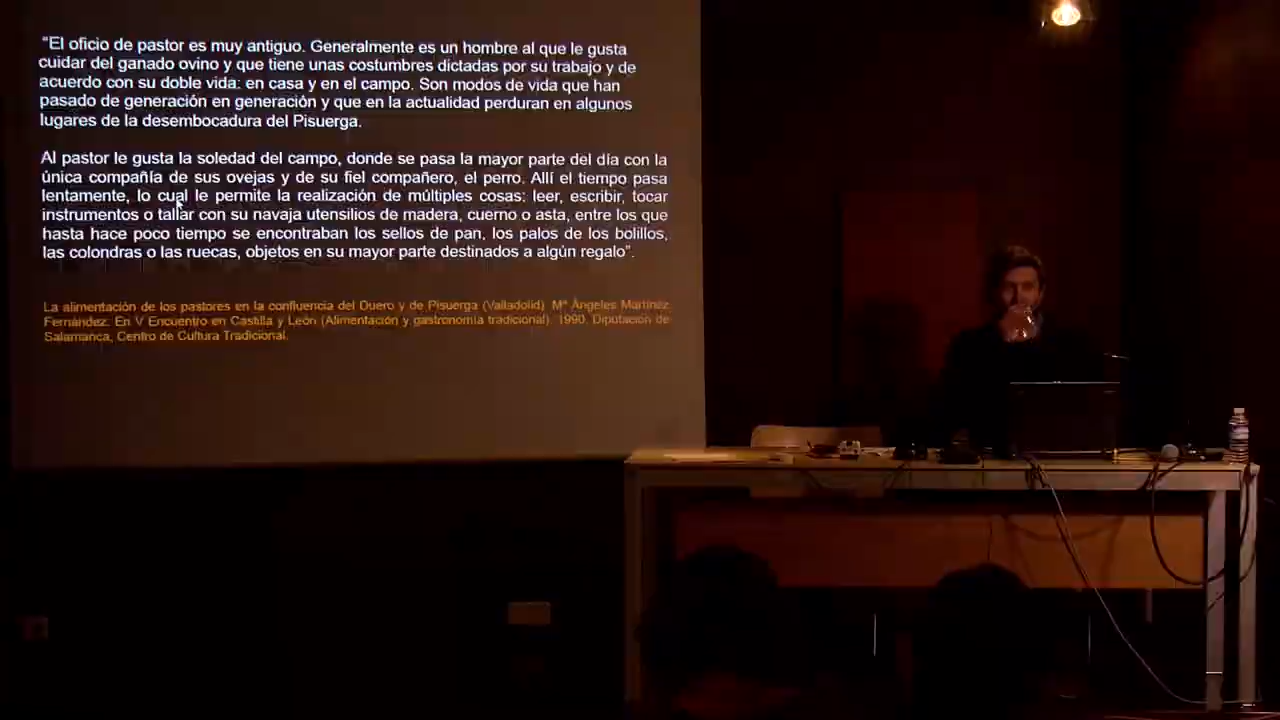 “El oficio de pastor es muy antiguo. Generalmente es un hombre al que le gusta
cuidar del ganado ovino y que tiene unas costumbres dictadas por su trabajo y de
acuerdo con su doble vida: en casa y en el campo. Son modos de vida que han
pasado de generación en generación y que en la actualidad perduran en algunos
lugares de la desembocadura del Pisuerga.
Al pastor le gusta la soledad del campo, donde se pasa la mayor parte del día con la
única compañía de sus ovejas y de su fiel compañero, el perro. Allí el tiempo pasa
lentamente, lo cual le permite la realización de múltiples cosas: leer, escribir, tocar
instrumentos o tallar con su navaja utensilios de madera, cuerno o asta, entre los que
hasta hace poco tiempo se encontraban los sellos de pan, los palos de los bolillos,
las colondras o las ruecas, objetos en su mayor parte destinados a algún regalo”.
La alimentación de los pastores en la confluencia del Duero y de Pisuerga (Valladolid). Mª Ángeles Martínez
Fernández. En V Encuentro en Castilla y León (Alimentación y gastronomía tradicional). 1990. Diputación de
Salamanca, Centro de Cultura Tradicional.